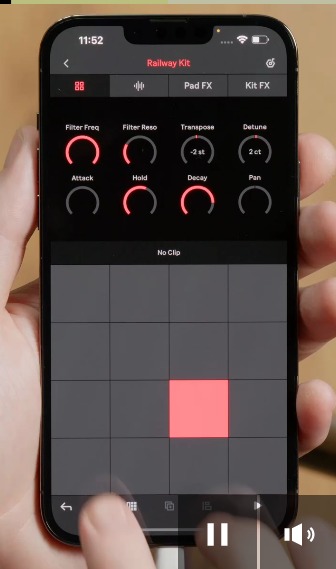 11:52
Railway Kit
Pad FX
Kit FX
Filter Freq
Filter Reso
Transpose
Detune
-2 st
2 ct
Attack
Hold
Decay
Pan
No Clip